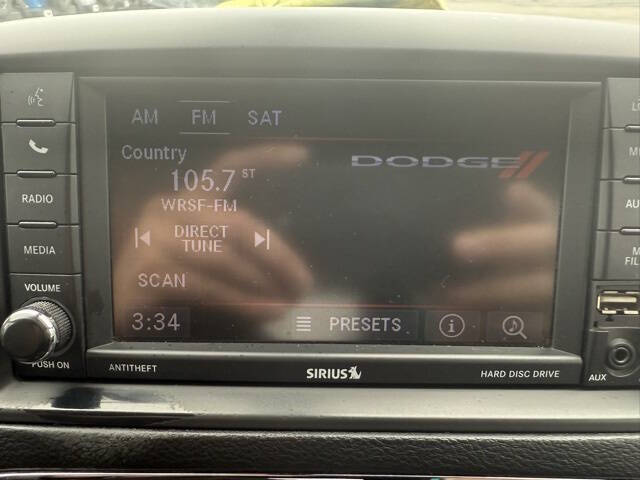 AM FM SAT
Country
105.7 ST
WRSF-FM
DIRECT
TUNE
SCAN
3:34
PRESETS
DODGE
RADIO
MEDIA
VOLUME
PUSH ON
ANTITHEFT
SIRIUS
HARD DISC DRIVE
AUX